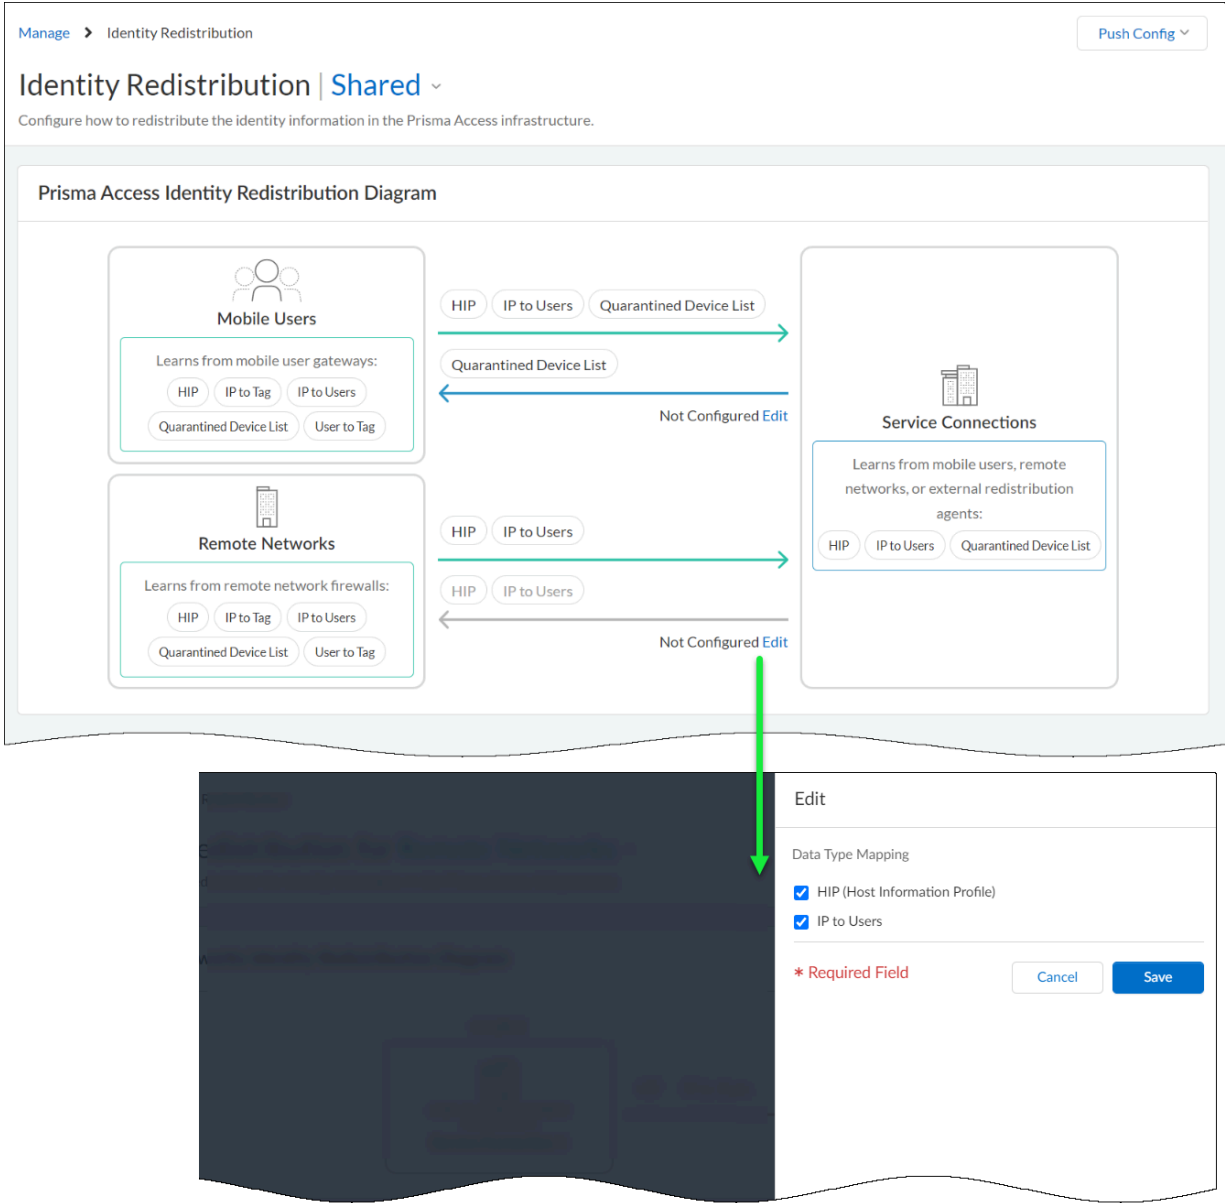 Manage > Identity Redistribution
Push Config
Identity Redistribution | Shared
Configure how to redistribute the identity information in the Prisma Access infrastructure.
Prisma Access Identity Redistribution Diagram
Mobile Users
Learns from mobile user gateways:
HIP IP to Tag IP to Users
Quarantined Device List User to Tag
HIP IP to Users Quarantined Device List
Quarantined Device List
Not Configured Edit
Service Connections
Learns from mobile users, remote
networks, or external redistribution
agents:
HIP IP to Users Quarantined Device List
Remote Networks
Learns from remote network firewalls:
HIP IP to Tag IP to Users
Quarantined Device List User to Tag
HIP IP to Users
HIP IP to Users
Not Configured Edit
Edit
Data Type Mapping
HIP (Host Information Profile)
IP to Users
* Required Field
Cancel
Save